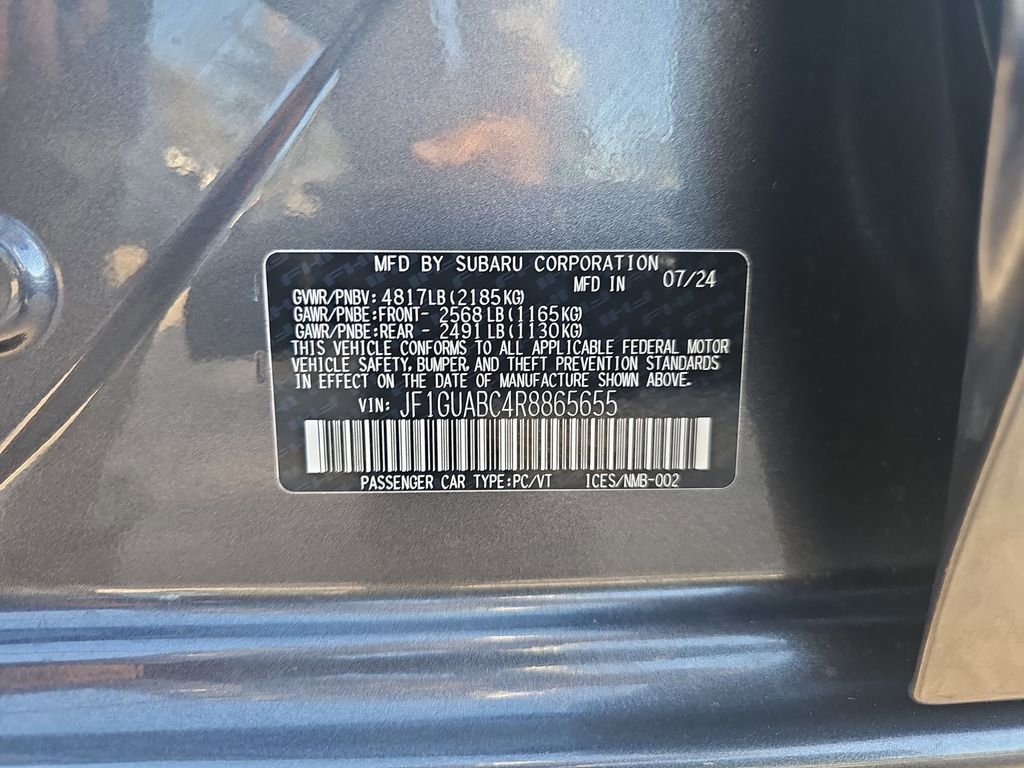 MFD BY SUBARU CORPORATION
MFD IN 07/24
GVWR/PNBV: 4817LB(2185KG)
GAWR/PNBE:FRONT- 2568LB(1165KG)
GAWR/PNBE:REAR - 2491LB(1130KG)
THIS VEHICLE CONFORMS TO ALL APPLICABLE FEDERAL MOTOR
VEHICLE SAFETY, BUMPER, AND THEFT PREVENTION STANDARDS
IN EFFECT ON THE DATE OF MANUFACTURE SHOWN ABOVE.
VIN: JF1GUABC4R8865655
PASSENGER CAR TYPE:PC/VT ICES/NMB-002